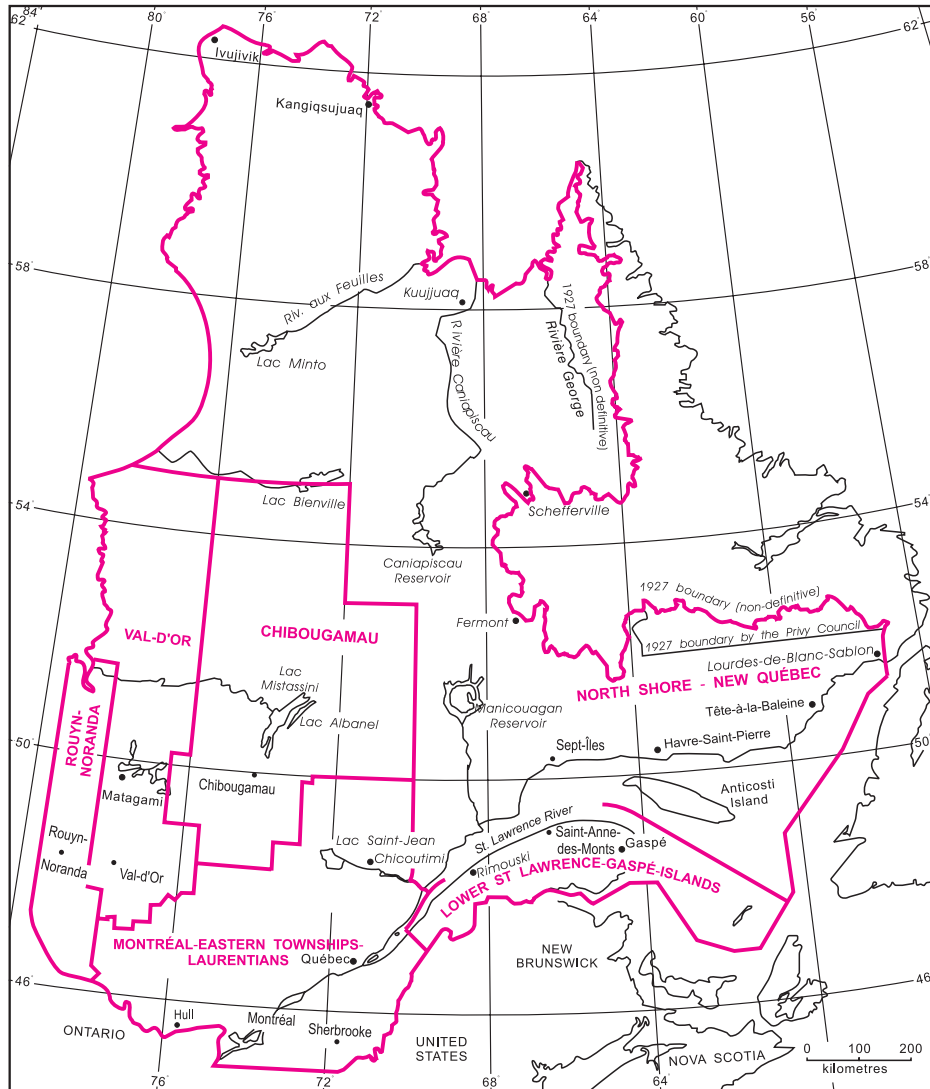 84°
80°
76°
72°
68°
64°
60°
56°
62°
62°
Ivujivik
Kangiqsujuaq
58°
58°
Riv. aux Feuilles
Kuujjuaq
Lac Minto
Rivière Caniapiscau
1927 boundary (non definitive)
Rivière George
54°
54°
Lac Bienville
Schefferville
Caniapiscau
Reservoir
1927 boundary (non-definitive)
Fermont
1927 boundary by the Privy Council
Lourdes-de-Blanc-Sablon
VAL-D'OR
CHIBOUGAMAU
Lac
Mistassini
Lac Albanel
NORTH SHORE - NEW QUÉBEC
Manicouagan
Reservoir
Tête-à-la-Baleine
ROUYN-
NORANDA
50°
50°
Sept-Îles
Havre-Saint-Pierre
Matagami
Chibougamau
Anticosti
Island
St. Lawrence River
Lac Saint-Jean
Chicoutimi
Saint-Anne-
des-Monts
Gaspé
Rouyn-
Noranda
Val-d'Or
Rimouski
LOWER ST LAWRENCE-GASPÉ-ISLANDS
MONTRÉAL-EASTERN TOWNSHIPS-
LAURENTIANS
Québec
NEW
BRUNSWICK
46°
46°
Hull
Montréal
Sherbrooke
ONTARIO
UNITED
STATES
NOVA SCOTIA
0 100 200
kilometres
76°
72°
68°
64°
60°